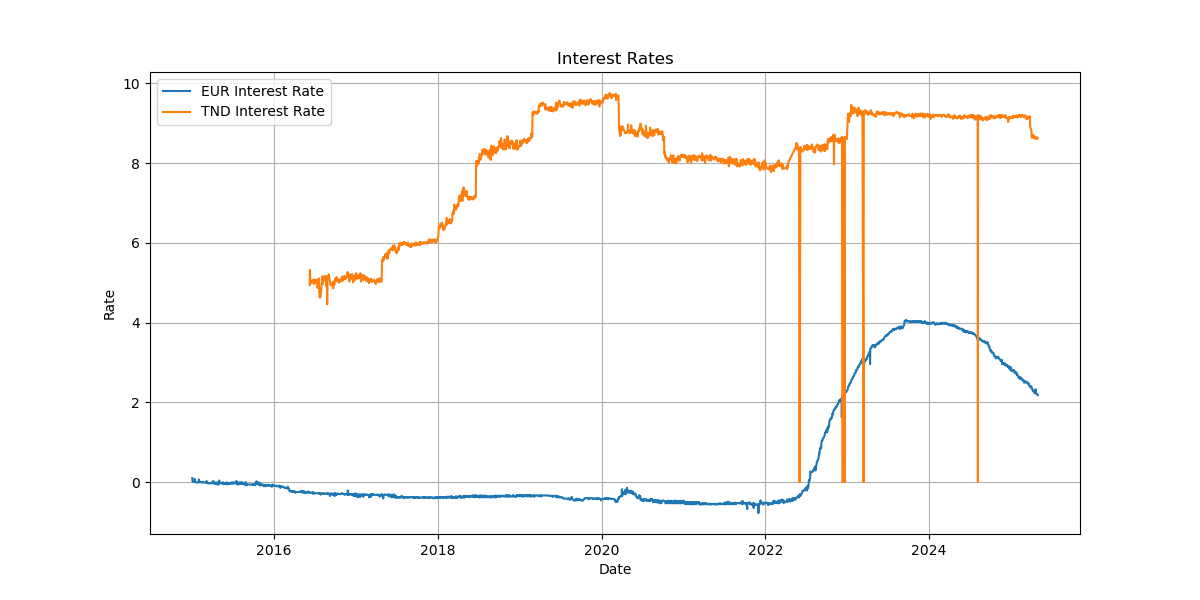 Interest Rates
EUR Interest Rate
TND Interest Rate
10
8
6
4
2
0
Rate
2016 2018 2020 2022 2024
Date